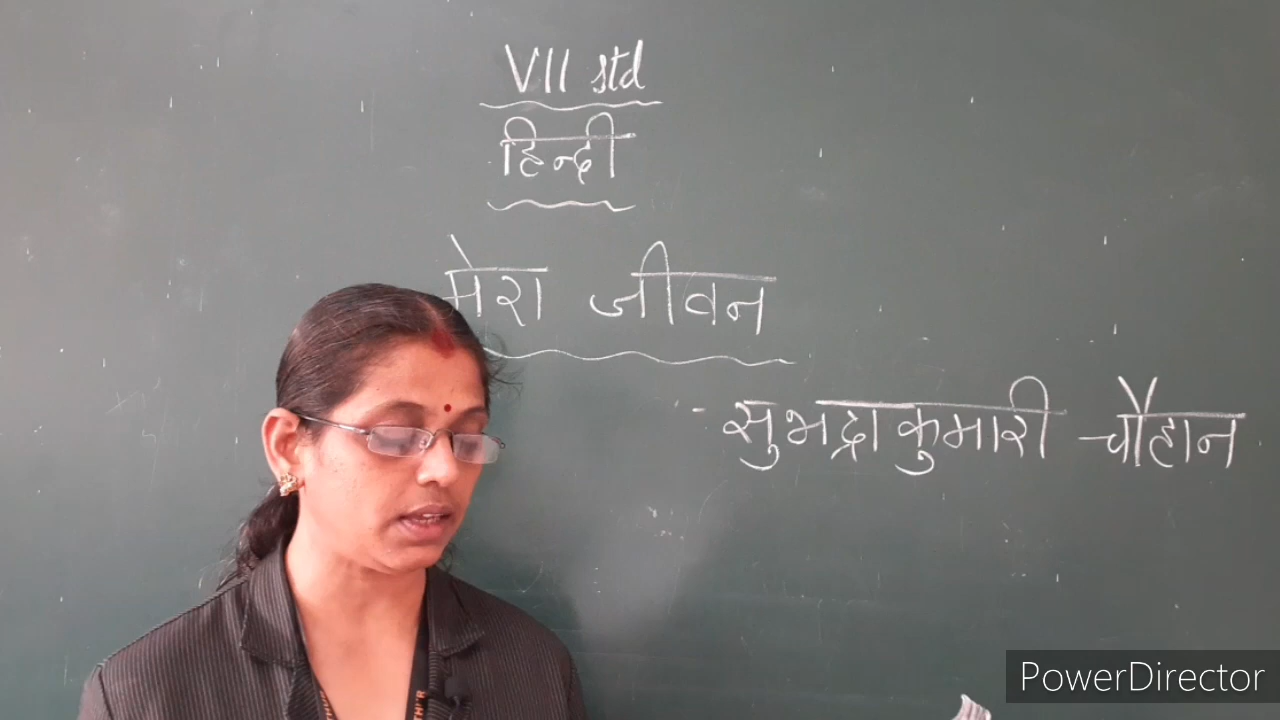 VII std
हिन्दी
मेरा जीवन
- सुभद्राकुमारी चौहान
PowerDirector